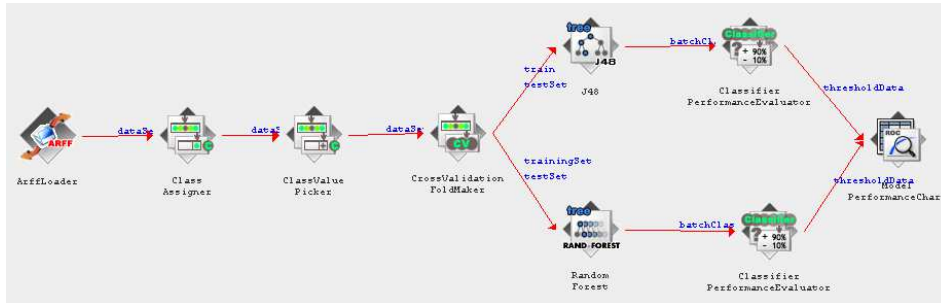 ARFF
ArffLoader
dataSe
Class
Assigner
dataS
ClassValue
Picker
dataSe
CV
CrossValidation
FoldMaker
train
testSet
trainingSet
testSet
tree
J48
J48
batchCl
Classifier
? + 90%
- 10%
Classifier
PerformanceEvaluator
thresholdData
tree
RAND-FOREST
Random
Forest
batchClas
Classifier
? + 90%
- 10%
Classifier
PerformanceEvaluator
thresholdData
ROC
Model
PerformanceChar